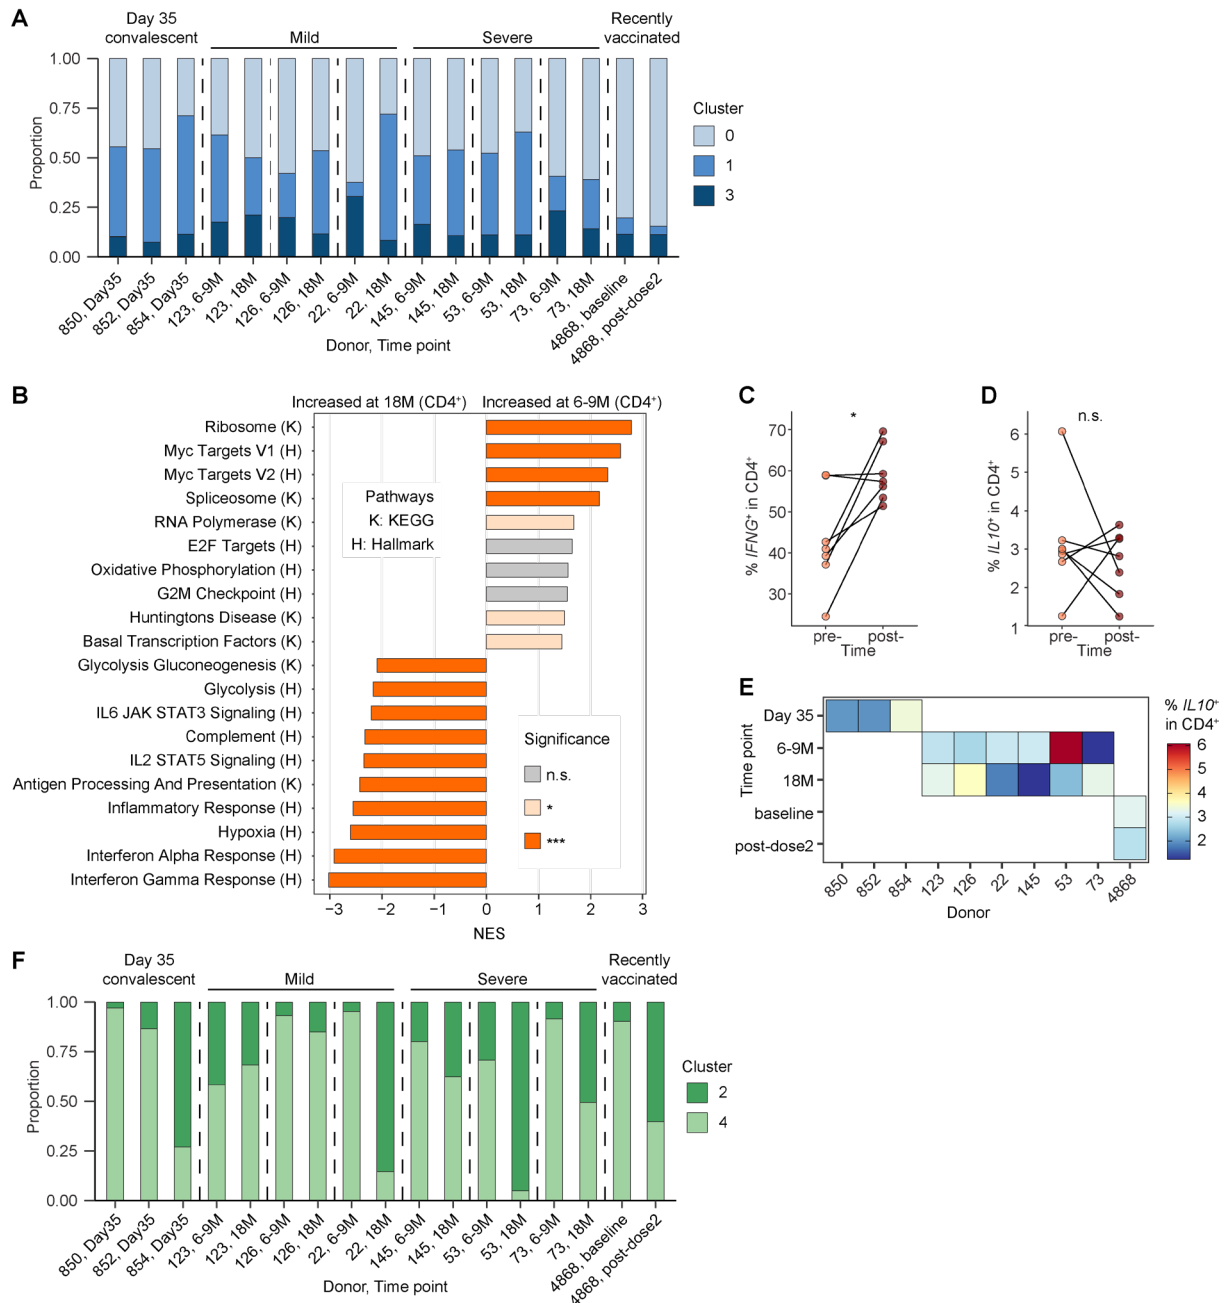 A
Day 35
convalescent
Mild
Severe
Recently
vaccinated
1.00
0.75
0.50
0.25
0.00
Proportion
Cluster
0
1
3
850, Day35
852, Day35
854, Day35
123, 6-9M
123, 18M
126, 6-9M
126, 18M
22, 6-9M
22, 18M
145, 6-9M
145, 18M
53, 6-9M
53, 18M
73, 6-9M
73, 18M
4868, baseline
4868, post-dose2
Donor, Time point
B
Increased at 18M (CD4⁺)
Increased at 6-9M (CD4⁺)
Ribosome (K)
Myc Targets V1 (H)
Myc Targets V2 (H)
Spliceosome (K)
RNA Polymerase (K)
E2F Targets (H)
Oxidative Phosphorylation (H)
G2M Checkpoint (H)
Huntingtons Disease (K)
Basal Transcription Factors (K)
Glycolysis Gluconeogenesis (K)
Glycolysis (H)
IL6 JAK STAT3 Signaling (H)
Complement (H)
IL2 STAT5 Signaling (H)
Antigen Processing And Presentation (K)
Inflammatory Response (H)
Hypoxia (H)
Interferon Alpha Response (H)
Interferon Gamma Response (H)
Pathways
K: KEGG
H: Hallmark
Significance
n.s.
*
***
−3
−2
−1
0
1
2
3
NES
C
*
70
60
50
40
30
% IFNG⁺ in CD4⁺
pre-
post-
Time
D
n.s.
6
5
4
3
2
1
% IL10⁺ in CD4⁺
pre-
post-
Time
E
Time point
Day 35
6-9M
18M
baseline
post-dose2
850
852
854
123
126
22
145
53
73
4868
Donor
% IL10⁺
in CD4⁺
6
5
4
3
2
F
Day 35
convalescent
Mild
Severe
Recently
vaccinated
1.00
0.75
0.50
0.25
0.00
Proportion
Cluster
2
4
850, Day35
852, Day35
854, Day35
123, 6-9M
123, 18M
126, 6-9M
126, 18M
22, 6-9M
22, 18M
145, 6-9M
145, 18M
53, 6-9M
53, 18M
73, 6-9M
73, 18M
4868, baseline
4868, post-dose2
Donor, Time point